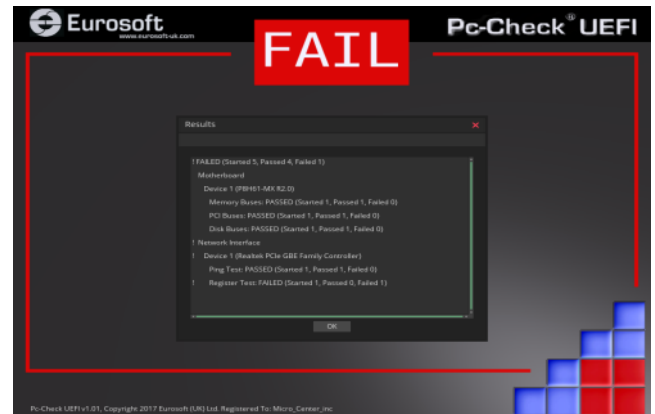 Eurosoft
www.eurosoft-uk.com
FAIL
Pc-Check® UEFI
Results
! FAILED (Started 5, Passed 4, Failed 1)
Motherboard
Device 1 (P8H61-MX R2.0)
Memory Buses: PASSED (Started 1, Passed 1, Failed 0)
PCI Buses: PASSED (Started 1, Passed 1, Failed 0)
Disk Buses: PASSED (Started 1, Passed 1, Failed 0)
! Network Interface
! Device 1 (Realtek PCIe GBE Family Controller)
Ping Test: PASSED (Started 1, Passed 1, Failed 0)
! Register Test: FAILED (Started 1, Passed 0, Failed 1)
OK
Pc-Check UEFI v1.01, Copyright 2017 Eurosoft (UK) Ltd. Registered To: Micro_Center_Inc